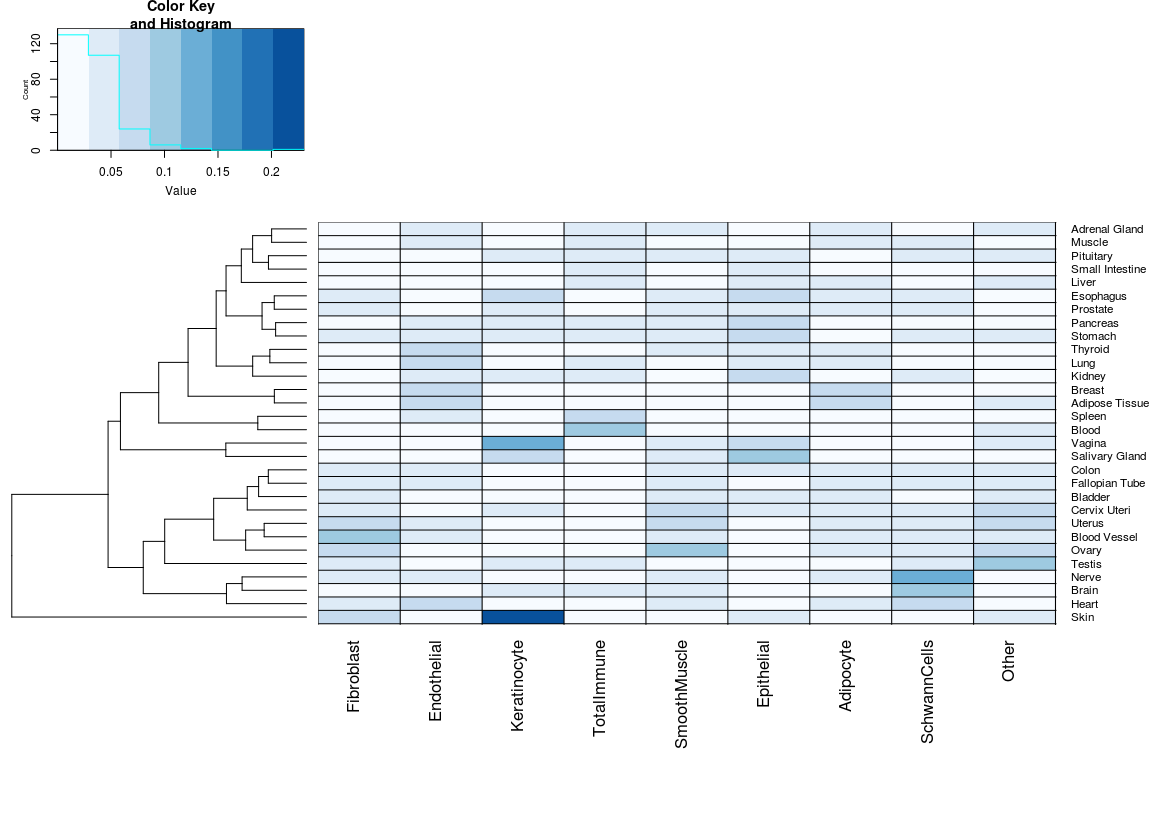 Color Key
and Histogram
Count
0
40
80
120
0.05
0.1
0.15
0.2
Value
Adrenal Gland
Muscle
Pituitary
Small Intestine
Liver
Esophagus
Prostate
Pancreas
Stomach
Thyroid
Lung
Kidney
Breast
Adipose Tissue
Spleen
Blood
Vagina
Salivary Gland
Colon
Fallopian Tube
Bladder
Cervix Uteri
Uterus
Blood Vessel
Ovary
Testis
Nerve
Brain
Heart
Skin
Fibroblast
Endothelial
Keratinocyte
TotalImmune
SmoothMuscle
Epithelial
Adipocyte
SchwannCells
Other